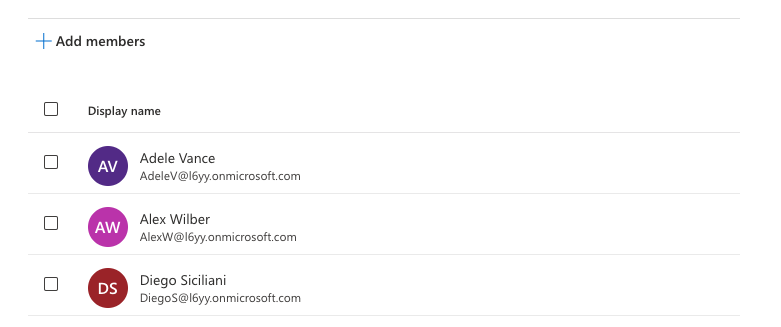 Add members
Display name
AV
Adele Vance
AdeleV@l6yy.onmicrosoft.com
AW
Alex Wilber
AlexW@l6yy.onmicrosoft.com
DS
Diego Siciliani
DiegoS@l6yy.onmicrosoft.com